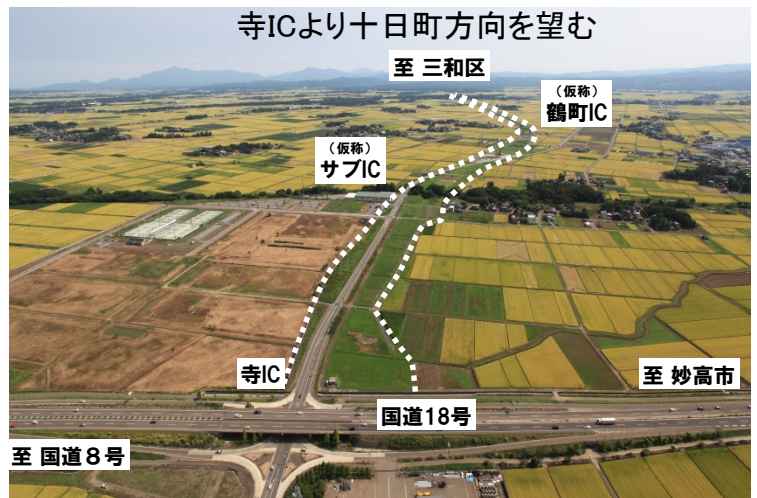 寺ICより十日町方向を望む
至 三和区
（仮称）
鶴町IC
（仮称）
サブIC
寺IC
至 妙高市
国道18号
至 国道８号